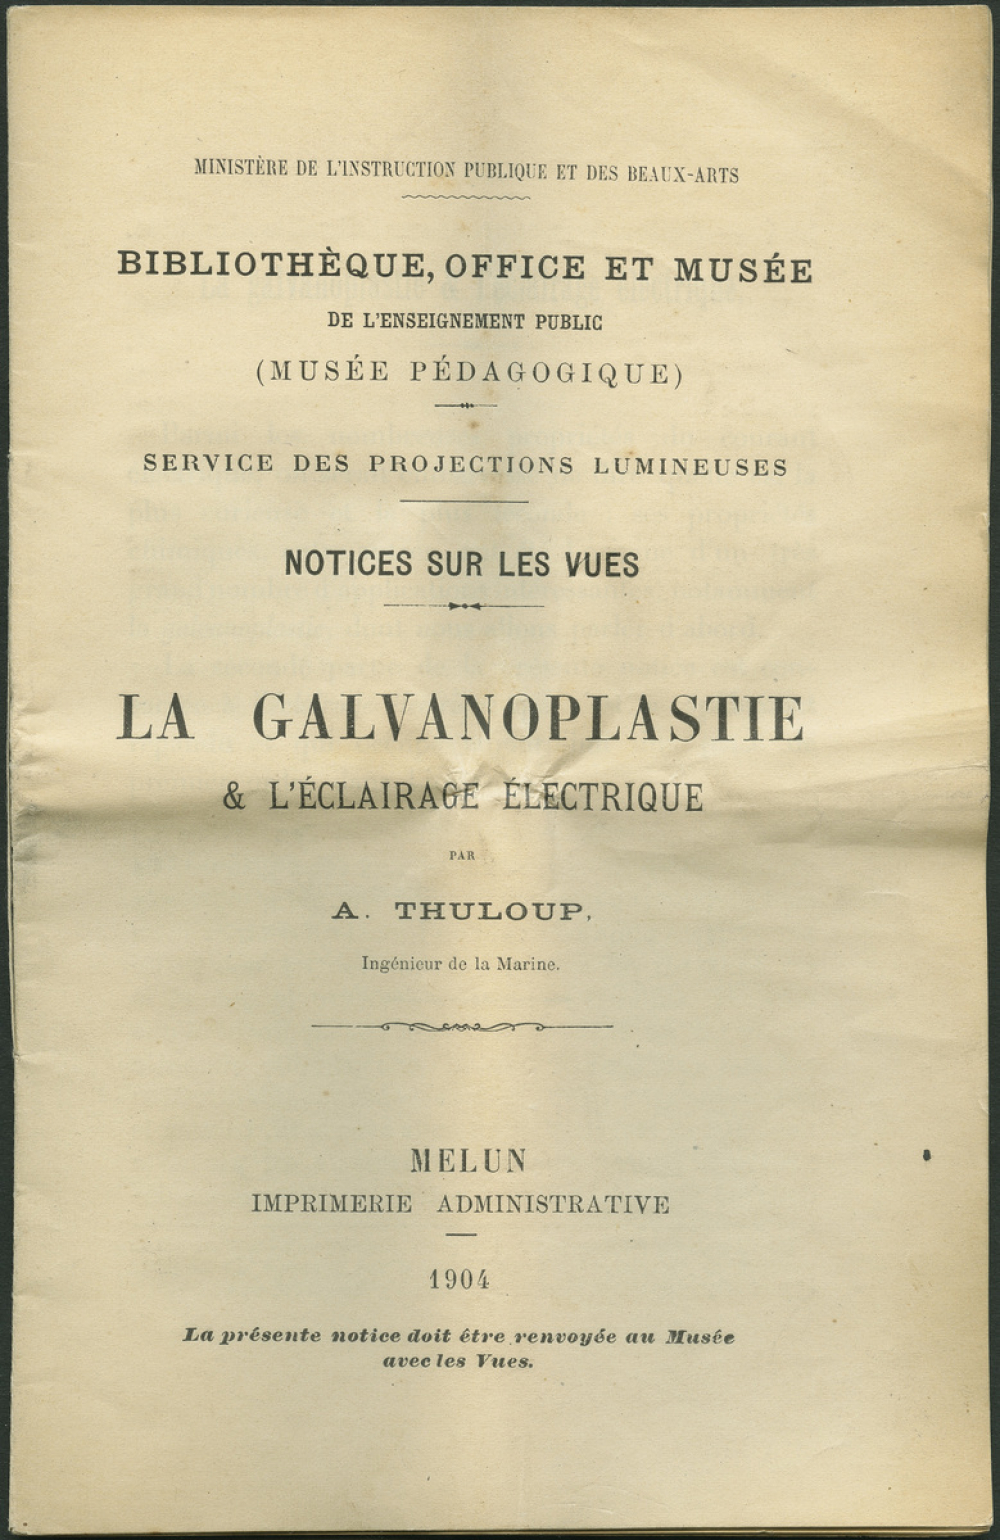 MINISTÈRE DE L'INSTRUCTION PUBLIQUE ET DES BEAUX-ARTS
BIBLIOTHÈQUE, OFFICE ET MUSÉE
DE L'ENSEIGNEMENT PUBLIC
(MUSÉE PÉDAGOGIQUE)
SERVICE DES PROJECTIONS LUMINEUSES
NOTICES SUR LES VUES
LA GALVANOPLASTIE
& L'ÉCLAIRAGE ÉLECTRIQUE
PAR
A. THULOUP,
Ingénieur de la Marine.
MELUN
IMPRIMERIE ADMINISTRATIVE
1904
La présente notice doit être renvoyée au Musée
avec les Vues.